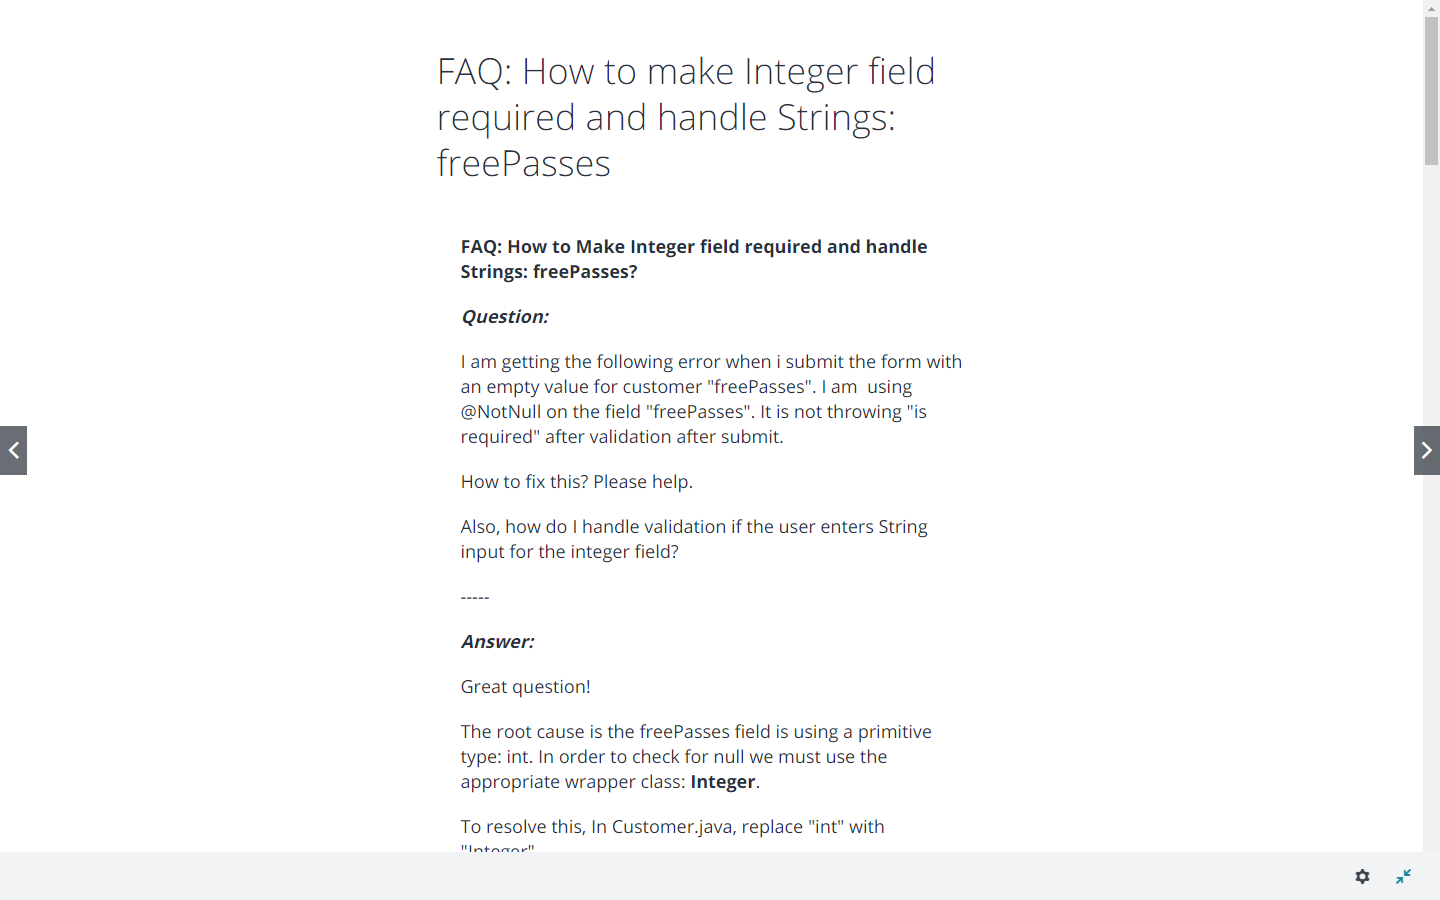 FAQ: How to make Integer field
required and handle Strings:
freePasses
FAQ: How to Make Integer field required and handle
Strings: freePasses?
Question:
I am getting the following error when i submit the form with
an empty value for customer "freePasses". I am  using
@NotNull on the field "freePasses". It is not throwing "is
required" after validation after submit.
How to fix this? Please help.
Also, how do I handle validation if the user enters String
input for the integer field?
-----
Answer:
Great question!
The root cause is the freePasses field is using a primitive
type: int. In order to check for null we must use the
appropriate wrapper class: Integer.
To resolve this, In Customer.java, replace "int" with
"Integer"